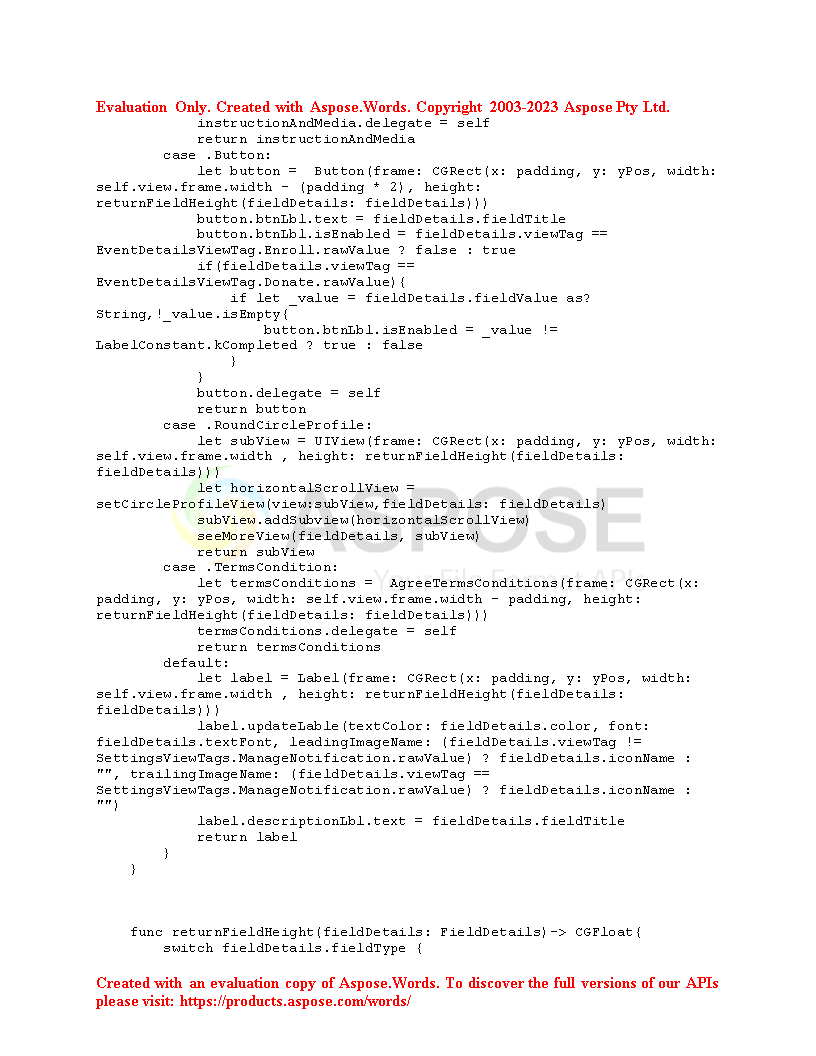 Evaluation Only. Created with Aspose.Words. Copyright 2003-2023 Aspose Pty Ltd.
            instructionAndMedia.delegate = self
            return instructionAndMedia
        case .Button:
            let button =  Button(frame: CGRect(x: padding, y: yPos, width:
self.view.frame.width - (padding * 2), height:
returnFieldHeight(fieldDetails: fieldDetails)))
            button.btnLbl.text = fieldDetails.fieldTitle
            button.btnLbl.isEnabled = fieldDetails.viewTag ==
EventDetailsViewTag.Enroll.rawValue ? false : true
            if(fieldDetails.viewTag ==
EventDetailsViewTag.Donate.rawValue){
                if let _value = fieldDetails.fieldValue as?
String,!_value.isEmpty{
                    button.btnLbl.isEnabled = _value !=
LabelConstant.kCompleted ? true : false
                }
            }
            button.delegate = self
            return button
        case .RoundCircleProfile:
            let subView = UIView(frame: CGRect(x: padding, y: yPos, width:
self.view.frame.width , height: returnFieldHeight(fieldDetails:
fieldDetails)))
            let horizontalScrollView =
setCircleProfileView(view:subView,fieldDetails: fieldDetails)
            subView.addSubview(horizontalScrollView)
            seeMoreView(fieldDetails, subView)
            return subView
        case .TermsCondition:
            let termsConditions =  AgreeTermsConditions(frame: CGRect(x:
padding, y: yPos, width: self.view.frame.width - padding, height:
returnFieldHeight(fieldDetails: fieldDetails)))
            termsConditions.delegate = self
            return termsConditions
        default:
            let label = Label(frame: CGRect(x: padding, y: yPos, width:
self.view.frame.width , height: returnFieldHeight(fieldDetails:
fieldDetails)))
            label.updateLable(textColor: fieldDetails.color, font:
fieldDetails.textFont, leadingImageName: (fieldDetails.viewTag !=
SettingsViewTags.ManageNotification.rawValue) ? fieldDetails.iconName :
"", trailingImageName: (fieldDetails.viewTag ==
SettingsViewTags.ManageNotification.rawValue) ? fieldDetails.iconName :
"")
            label.descriptionLbl.text = fieldDetails.fieldTitle
            return label
        }
    }
    func returnFieldHeight(fieldDetails: FieldDetails)-> CGFloat{
        switch fieldDetails.fieldType {
Created with an evaluation copy of Aspose.Words. To discover the full versions of our APIs
please visit: https://products.aspose.com/words/
ASPOSE
Your File Format APIs